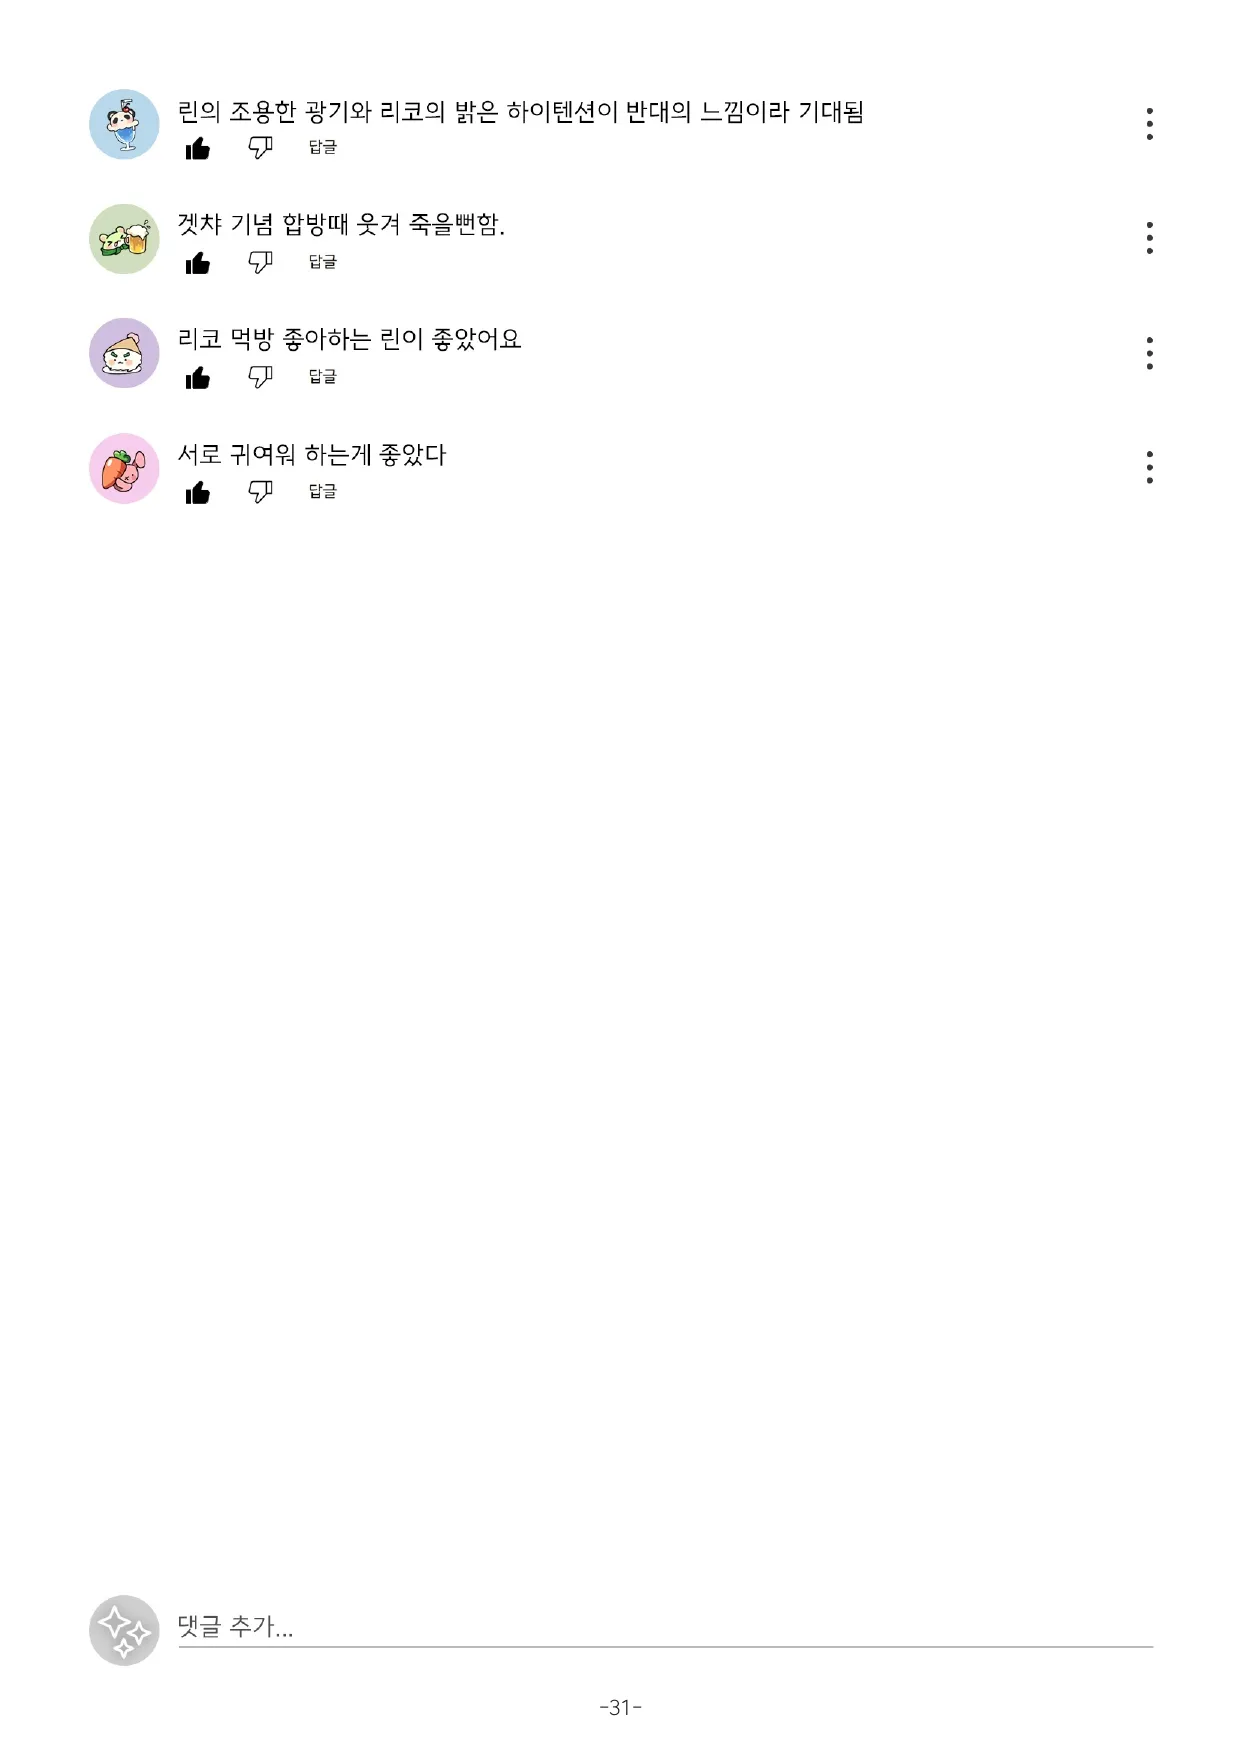 린의 조용한 광기와 리코의 밝은 하이텐션이 반대의 느낌이라 기대됨
답글
겟챠 기념 합방때 웃겨 죽을뻔함.
답글
리코 먹방 좋아하는 린이 좋았어요
답글
서로 귀여워 하는게 좋았다
답글
댓글 추가...
-31-